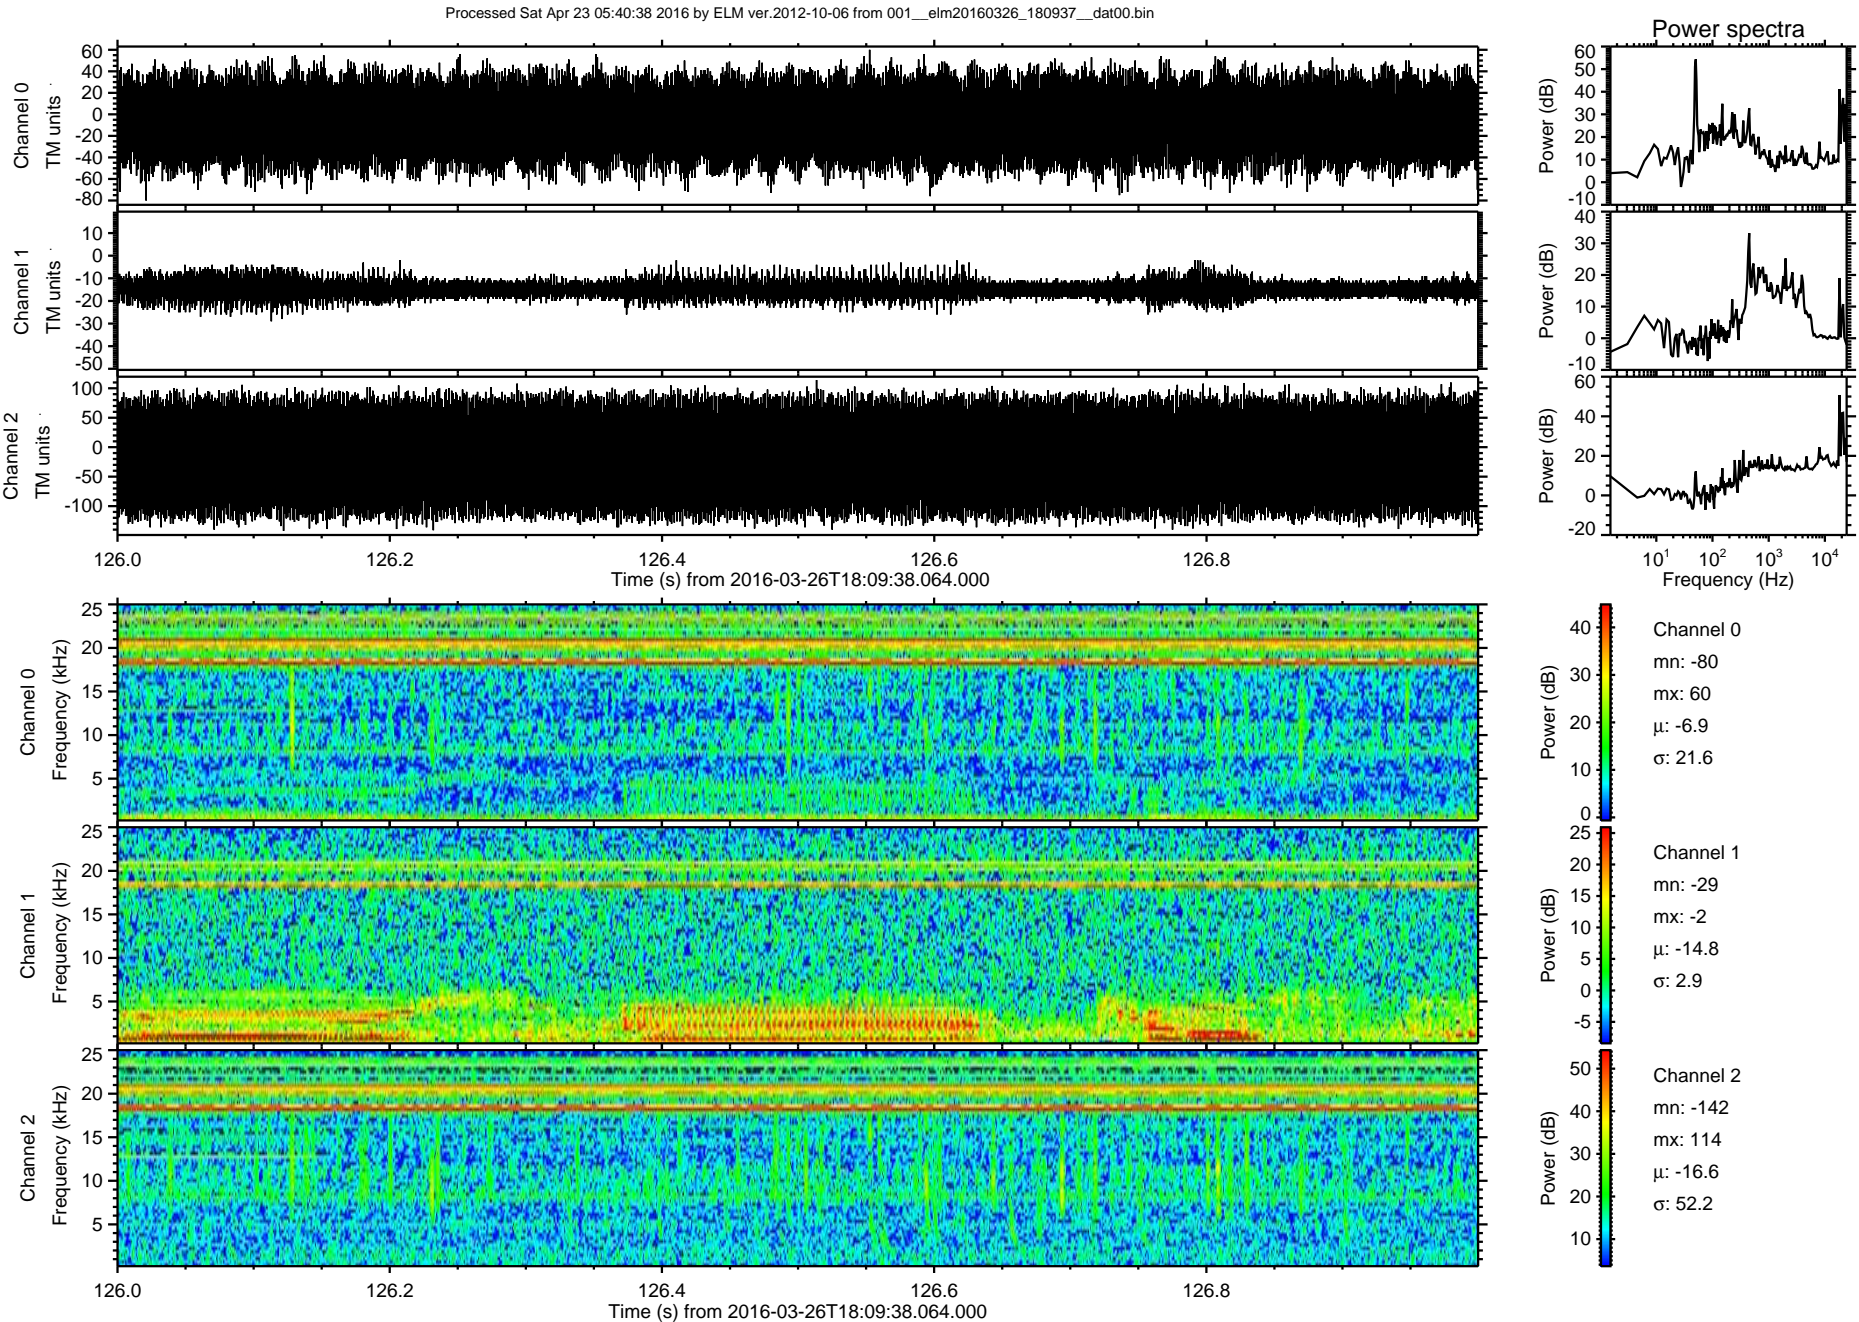 Processed Sat Apr 23 05:40:38 2016 by ELM ver.2012-10-06 from 001__elm20160326_180937__dat00.bin
Power spectra
Channel 0
TM units
60
40
20
0
-20
-40
-60
-80
Power (dB)
60
50
40
30
20
10
0
-10
Channel 1
TM units
10
0
-10
-20
-30
-40
-50
Power (dB)
40
30
20
10
0
-10
Channel 2
TM units
100
50
0
-50
-100
Power (dB)
60
40
20
0
-20
126.0 126.2 126.4 126.6 126.8
Time (s) from 2016-03-26T18:09:38.064.000
10^1 10^2 10^3 10^4
Frequency (Hz)
Channel 0
Frequency (kHz)
25
20
15
10
5
Power (dB)
40
30
20
10
0
Channel 0
mn: -80
mx: 60
μ: -6.9
σ: 21.6
Channel 1
Frequency (kHz)
25
20
15
10
5
Power (dB)
25
20
15
10
5
0
-5
Channel 1
mn: -29
mx: -2
μ: -14.8
σ: 2.9
Channel 2
Frequency (kHz)
25
20
15
10
5
Power (dB)
50
40
30
20
10
Channel 2
mn: -142
mx: 114
μ: -16.6
σ: 52.2
126.0 126.2 126.4 126.6 126.8
Time (s) from 2016-03-26T18:09:38.064.000